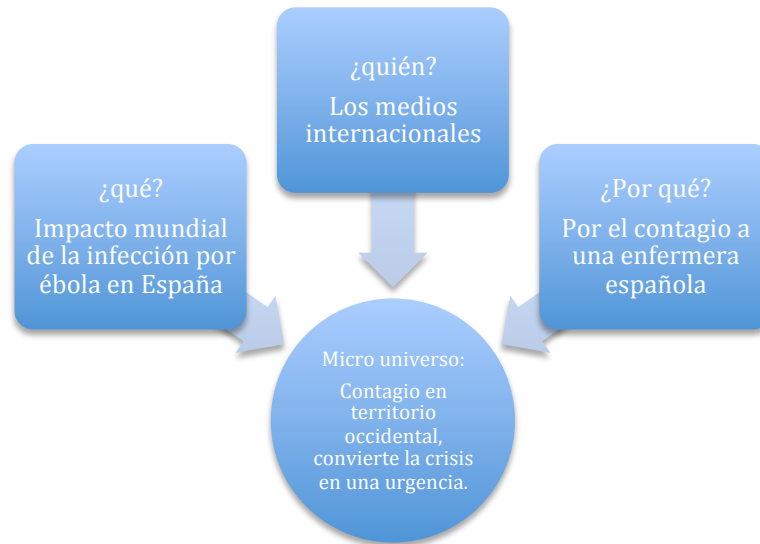 ¿quién?
Los medios
internacionales
¿qué?
Impacto mundial
de la infección por
ébola en España
¿Por qué?
Por el contagio a
una enfermera
española
Micro universo:
Contagio en
territorio
occidental,
convierte la crisis
en una urgencia.